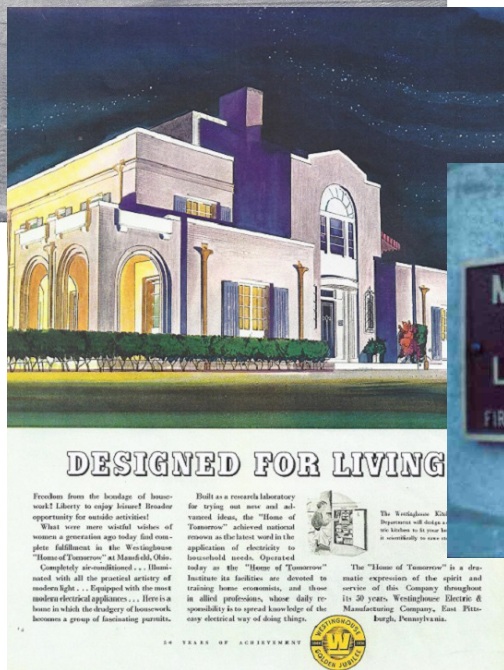 DESIGNED FOR LIVING
Freedom from the bondage of house-
work! Liberty to enjoy leisure! Broader
opportunity for outside activities!
What were mere wistful wishes of
women a generation ago today find com-
plete fulfillment in the Westinghouse
"Home of Tomorrow" at Mansfield, Ohio.
Completely air-conditioned . . . Illumi-
nated with all the practical artistry of
modern light . . . Equipped with the most
modern electrical appliances . . . Here is a
home in which the drudgery of housework
becomes a group of fascinating pursuits.
Built as a research laboratory
for trying out new and ad-
vanced ideas, the "Home of
Tomorrow" achieved national
renown as the latest word in the
application of electricity to
household needs. Operated
today as the "Home of Tomorrow"
Institute its facilities are devoted to
training home economists, and those
in allied professions, whose daily re-
sponsibility is to spread knowledge of the
easy electrical way of doing things.
The Westinghouse
Department will design a
kitchen to
The "Home of Tomorrow" is a dra-
matic expression of the spirit and
service of this Company throughout
its 50 years. Westinghouse Electric &
Manufacturing Company, East Pitts-
burgh, Pennsylvania.
50 YEARS OF ACHIEVEMENT
WESTINGHOUSE
W
GOLDEN JUBILEE
M
L
FIR